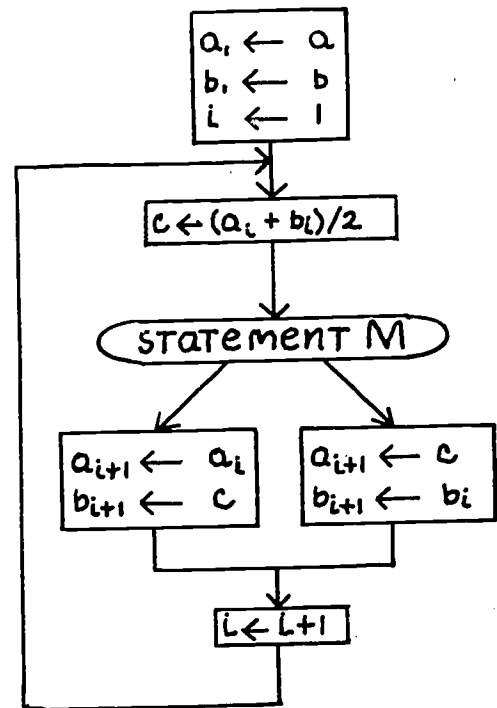 a₁ ← a
b₁ ← b
i ← 1
c ← (aᵢ + bᵢ)/2
STATEMENT M
aᵢ₊₁ ← aᵢ
bᵢ₊₁ ← c
aᵢ₊₁ ← c
bᵢ₊₁ ← bᵢ
i ← i+1